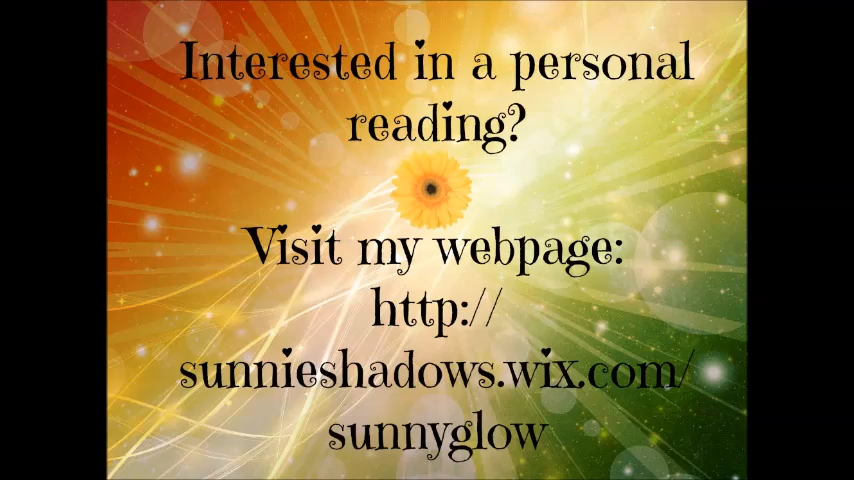 Interested in a personal
reading?
Visit my webpage:
http://
sunnieshadows.wix.com/
sunnyglow